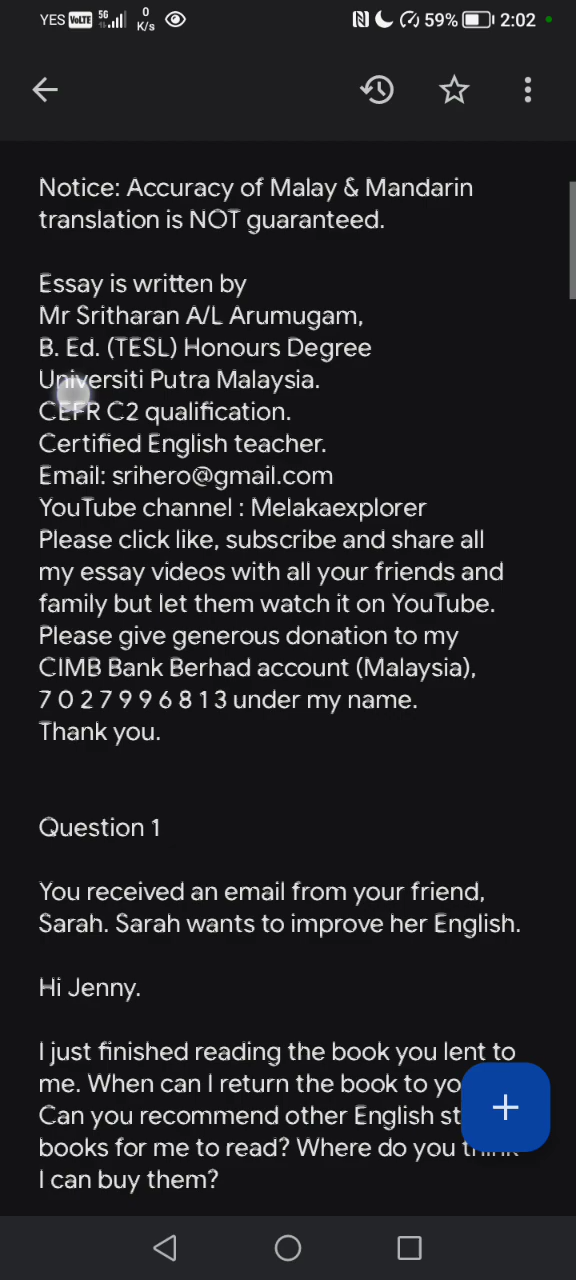 YES VoLTE 5G 0 K/s 59% 2:02
Notice: Accuracy of Malay & Mandarin
translation is NOT guaranteed.
Essay is written by
Mr Sritharan A/L Arumugam,
B. Ed. (TESL) Honours Degree
Universiti Putra Malaysia.
CEFR C2 qualification.
Certified English teacher.
Email: srihero@gmail.com
YouTube channel : Melakaexplorer
Please click like, subscribe and share all
my essay videos with all your friends and
family but let them watch it on YouTube.
Please give generous donation to my
CIMB Bank Berhad account (Malaysia),
7 0 2 7 9 9 6 8 1 3 under my name.
Thank you.
Question 1
You received an email from your friend,
Sarah. Sarah wants to improve her English.
Hi Jenny.
I just finished reading the book you lent to
me. When can I return the book to yo
Can you recommend other English st
books for me to read? Where do you think
I can buy them?